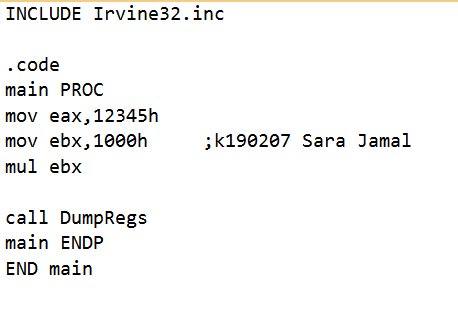 INCLUDE Irvine32.inc
.code
main PROC
mov eax,12345h
mov ebx,1000h     ;k190207 Sara Jamal
mul ebx
call DumpRegs
main ENDP
END main